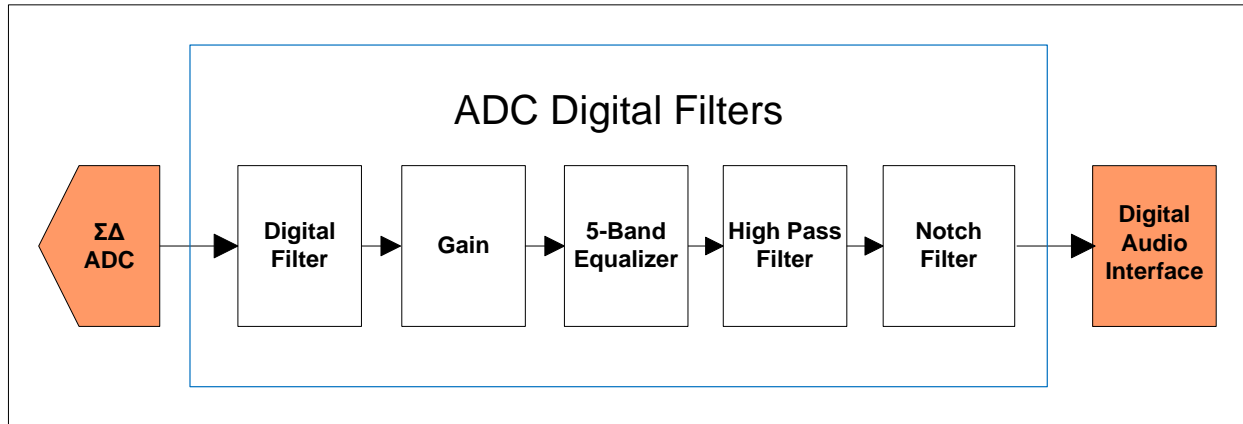 ADC Digital Filters
ΣΔ
ADC
Digital
Filter
Gain
5-Band
Equalizer
High Pass
Filter
Notch
Filter
Digital
Audio
Interface